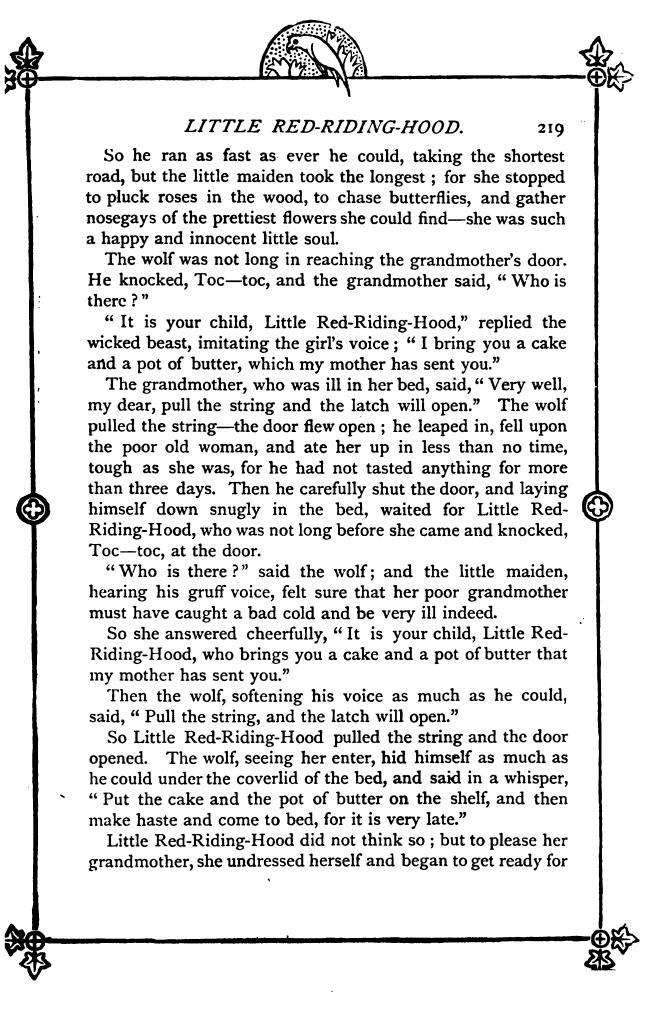 LITTLE RED-RIDING-HOOD. 219
So he ran as fast as ever he could, taking the shortest
road, but the little maiden took the longest ; for she stopped
to pluck roses in the wood, to chase butterflies, and gather
nosegays of the prettiest flowers she could find—she was such
a happy and innocent little soul.
The wolf was not long in reaching the grandmother's door.
He knocked, Toc—toc, and the grandmother said, “ Who is
there ? ”
“ It is your child, Little Red-Riding-Hood,” replied the
wicked beast, imitating the girl's voice ; “ I bring you a cake
and a pot of butter, which my mother has sent you.”
The grandmother, who was ill in her bed, said, “ Very well,
my dear, pull the string and the latch will open.” The wolf
pulled the string—the door flew open ; he leaped in, fell upon
the poor old woman, and ate her up in less than no time,
tough as she was, for he had not tasted anything for more
than three days. Then he carefully shut the door, and laying
himself down snugly in the bed, waited for Little Red-
Riding-Hood, who was not long before she came and knocked,
Toc—toc, at the door.
“ Who is there ? ” said the wolf ; and the little maiden,
hearing his gruff voice, felt sure that her poor grandmother
must have caught a bad cold and be very ill indeed.
So she answered cheerfully, “ It is your child, Little Red-
Riding-Hood, who brings you a cake and a pot of butter that
my mother has sent you.”
Then the wolf, softening his voice as much as he could,
said, “ Pull the string, and the latch will open.”
So Little Red-Riding-Hood pulled the string and the door
opened. The wolf, seeing her enter, hid himself as much as
he could under the coverlid of the bed, and said in a whisper,
“ Put the cake and the pot of butter on the shelf, and then
make haste and come to bed, for it is very late.”
Little Red-Riding-Hood did not think so ; but to please her
grandmother, she undressed herself and began to get ready for